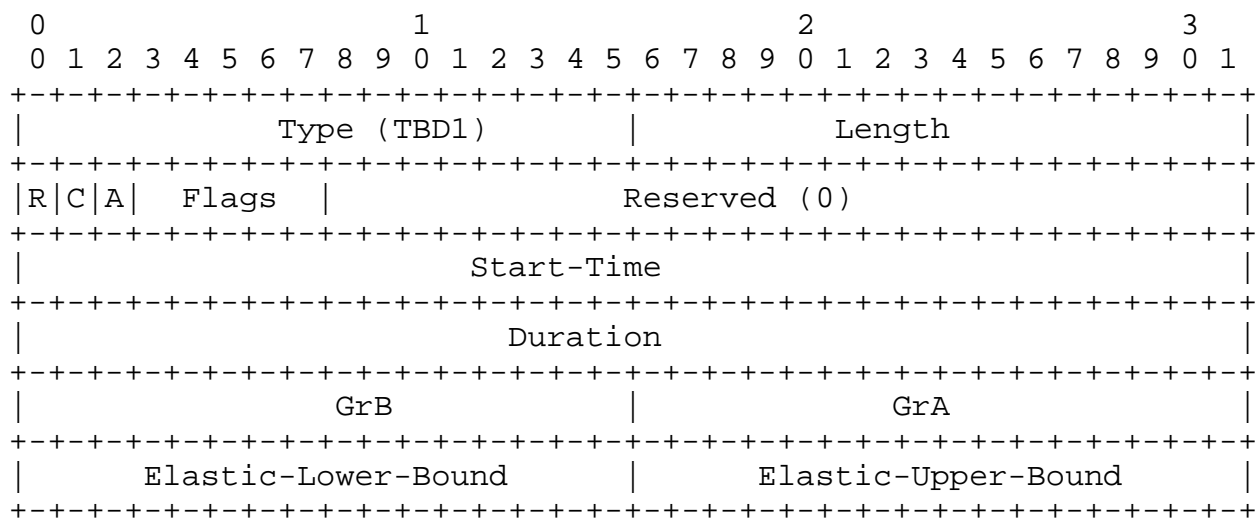 0                   1                   2                   3
 0 1 2 3 4 5 6 7 8 9 0 1 2 3 4 5 6 7 8 9 0 1 2 3 4 5 6 7 8 9 0 1
+-+-+-+-+-+-+-+-+-+-+-+-+-+-+-+-+-+-+-+-+-+-+-+-+-+-+-+-+-+-+-+-+
|             Type (TBD1)       |          Length               |
+-+-+-+-+-+-+-+-+-+-+-+-+-+-+-+-+-+-+-+-+-+-+-+-+-+-+-+-+-+-+-+-+
|R|C|A|  Flags  |               Reserved (0)                    |
+-+-+-+-+-+-+-+-+-+-+-+-+-+-+-+-+-+-+-+-+-+-+-+-+-+-+-+-+-+-+-+-+
|                       Start-Time                              |
+-+-+-+-+-+-+-+-+-+-+-+-+-+-+-+-+-+-+-+-+-+-+-+-+-+-+-+-+-+-+-+-+
|                         Duration                              |
+-+-+-+-+-+-+-+-+-+-+-+-+-+-+-+-+-+-+-+-+-+-+-+-+-+-+-+-+-+-+-+-+
|                GrB            |             GrA               |
+-+-+-+-+-+-+-+-+-+-+-+-+-+-+-+-+-+-+-+-+-+-+-+-+-+-+-+-+-+-+-+-+
|      Elastic-Lower-Bound      |      Elastic-Upper-Bound      |
+-+-+-+-+-+-+-+-+-+-+-+-+-+-+-+-+-+-+-+-+-+-+-+-+-+-+-+-+-+-+-+-+